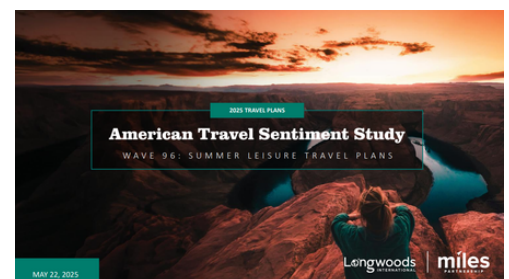 2025 TRAVEL PLANS
American Travel Sentiment Study
WAVE 96: SUMMER LEISURE TRAVEL PLANS
Longwoods
INTERNATIONAL
miles
PARTNERSHIP
MAY 22, 2025